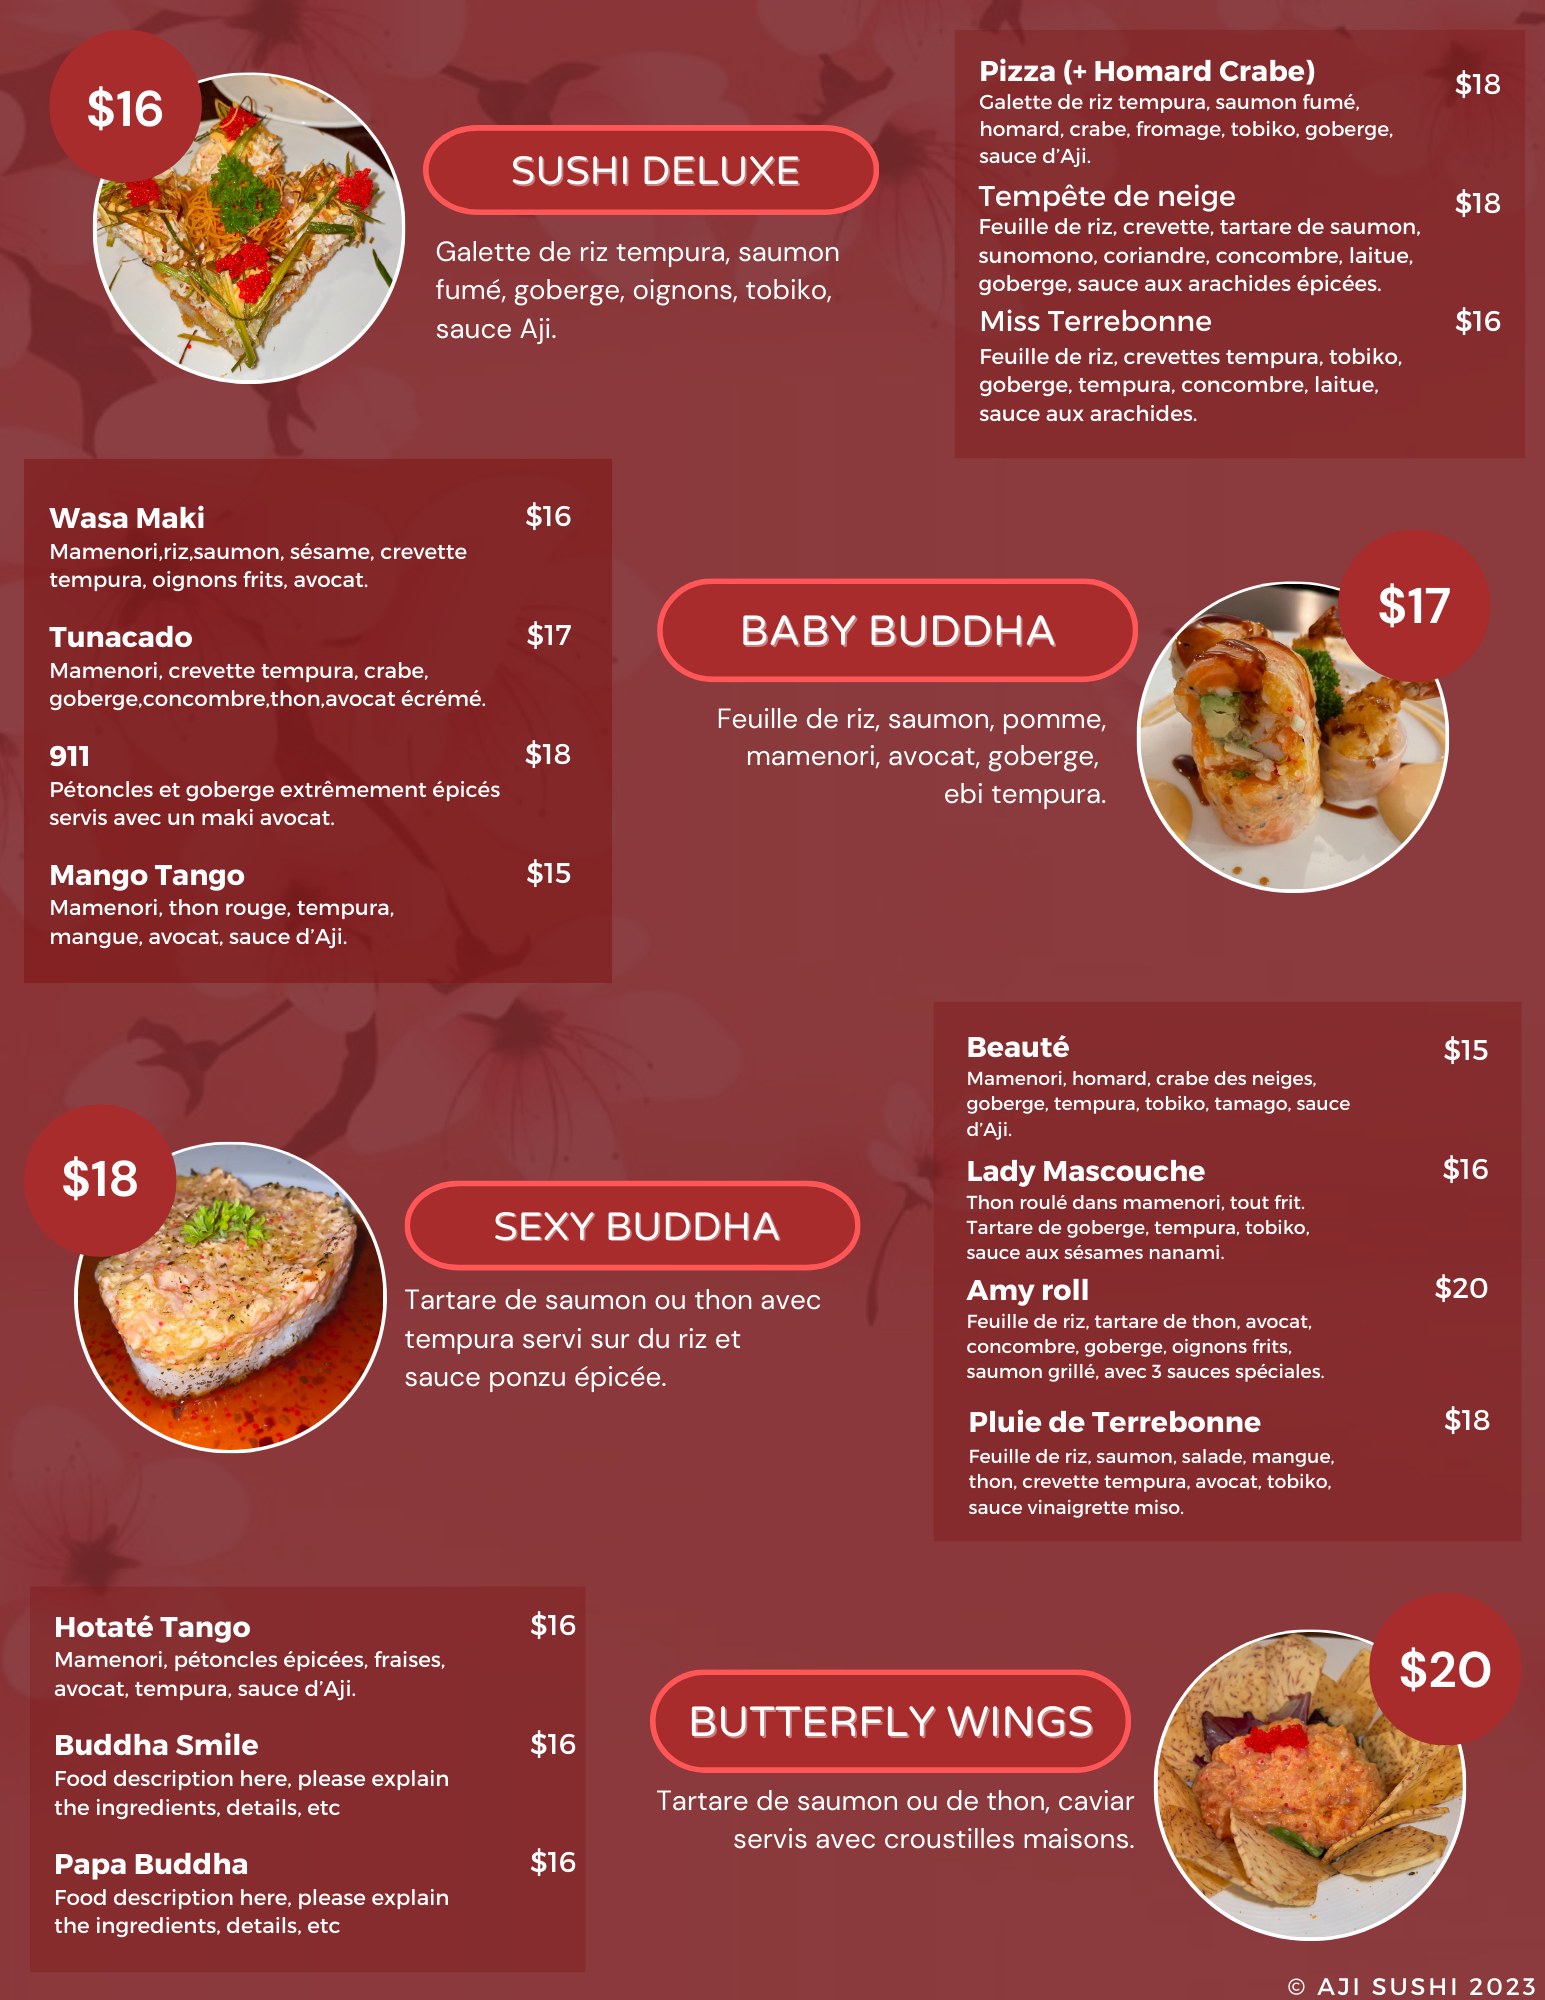 $16
SUSHI DELUXE
Galette de riz tempura, saumon
fumé, goberge, oignons, tobiko,
sauce Aji.
Pizza (+ Homard Crabe)
$18
Galette de riz tempura, saumon fumé,
homard, crabe, fromage, tobiko, goberge,
sauce d'Aji.
Tempête de neige
$18
Feuille de riz, crevette, tartare de saumon,
sunomono, coriandre, concombre, laitue,
goberge, sauce aux arachides épicées.
Miss Terrebonne
$16
Feuille de riz, crevettes tempura, tobiko,
goberge, tempura, concombre, laitue,
sauce aux arachides.
Wasa Maki
$16
Mamenori,riz,saumon, sésame, crevette
tempura, oignons frits, avocat.
Tunacado
$17
Mamenori, crevette tempura, crabe,
goberge,concombre,thon,avocat écrémé.
911
$18
Pétoncles et goberge extrêmement épicés
servis avec un maki avocat.
Mango Tango
$15
Mamenori, thon rouge, tempura,
mangue, avocat, sauce d'Aji.
$17
BABY BUDDHA
Feuille de riz, saumon, pomme,
mamenori, avocat, goberge,
ebi tempura.
$18
SEXY BUDDHA
Tartare de saumon ou thon avec
tempura servi sur du riz et
sauce ponzu épicée.
Beauté
$15
Mamenori, homard, crabe des neiges,
goberge, tempura, tobiko, tamago, sauce
d'Aji.
Lady Mascouche
$16
Thon roulé dans mamenori, tout frit.
Tartare de goberge, tempura, tobiko,
sauce aux sésames nanami.
Amy roll
$20
Feuille de riz, tartare de thon, avocat,
concombre, goberge, oignons frits,
saumon grillé, avec 3 sauces spéciales.
Pluie de Terrebonne
$18
Feuille de riz, saumon, salade, mangue,
thon, crevette tempura, avocat, tobiko,
sauce vinaigrette miso.
Hotaté Tango
$16
Mamenori, pétoncles épicées, fraises,
avocat, tempura, sauce d'Aji.
Buddha Smile
$16
Food description here, please explain
the ingredients, details, etc
Papa Buddha
$16
Food description here, please explain
the ingredients, details, etc
$20
BUTTERFLY WINGS
Tartare de saumon ou de thon, caviar
servis avec croustilles maisons.
© AJI SUSHI 2023